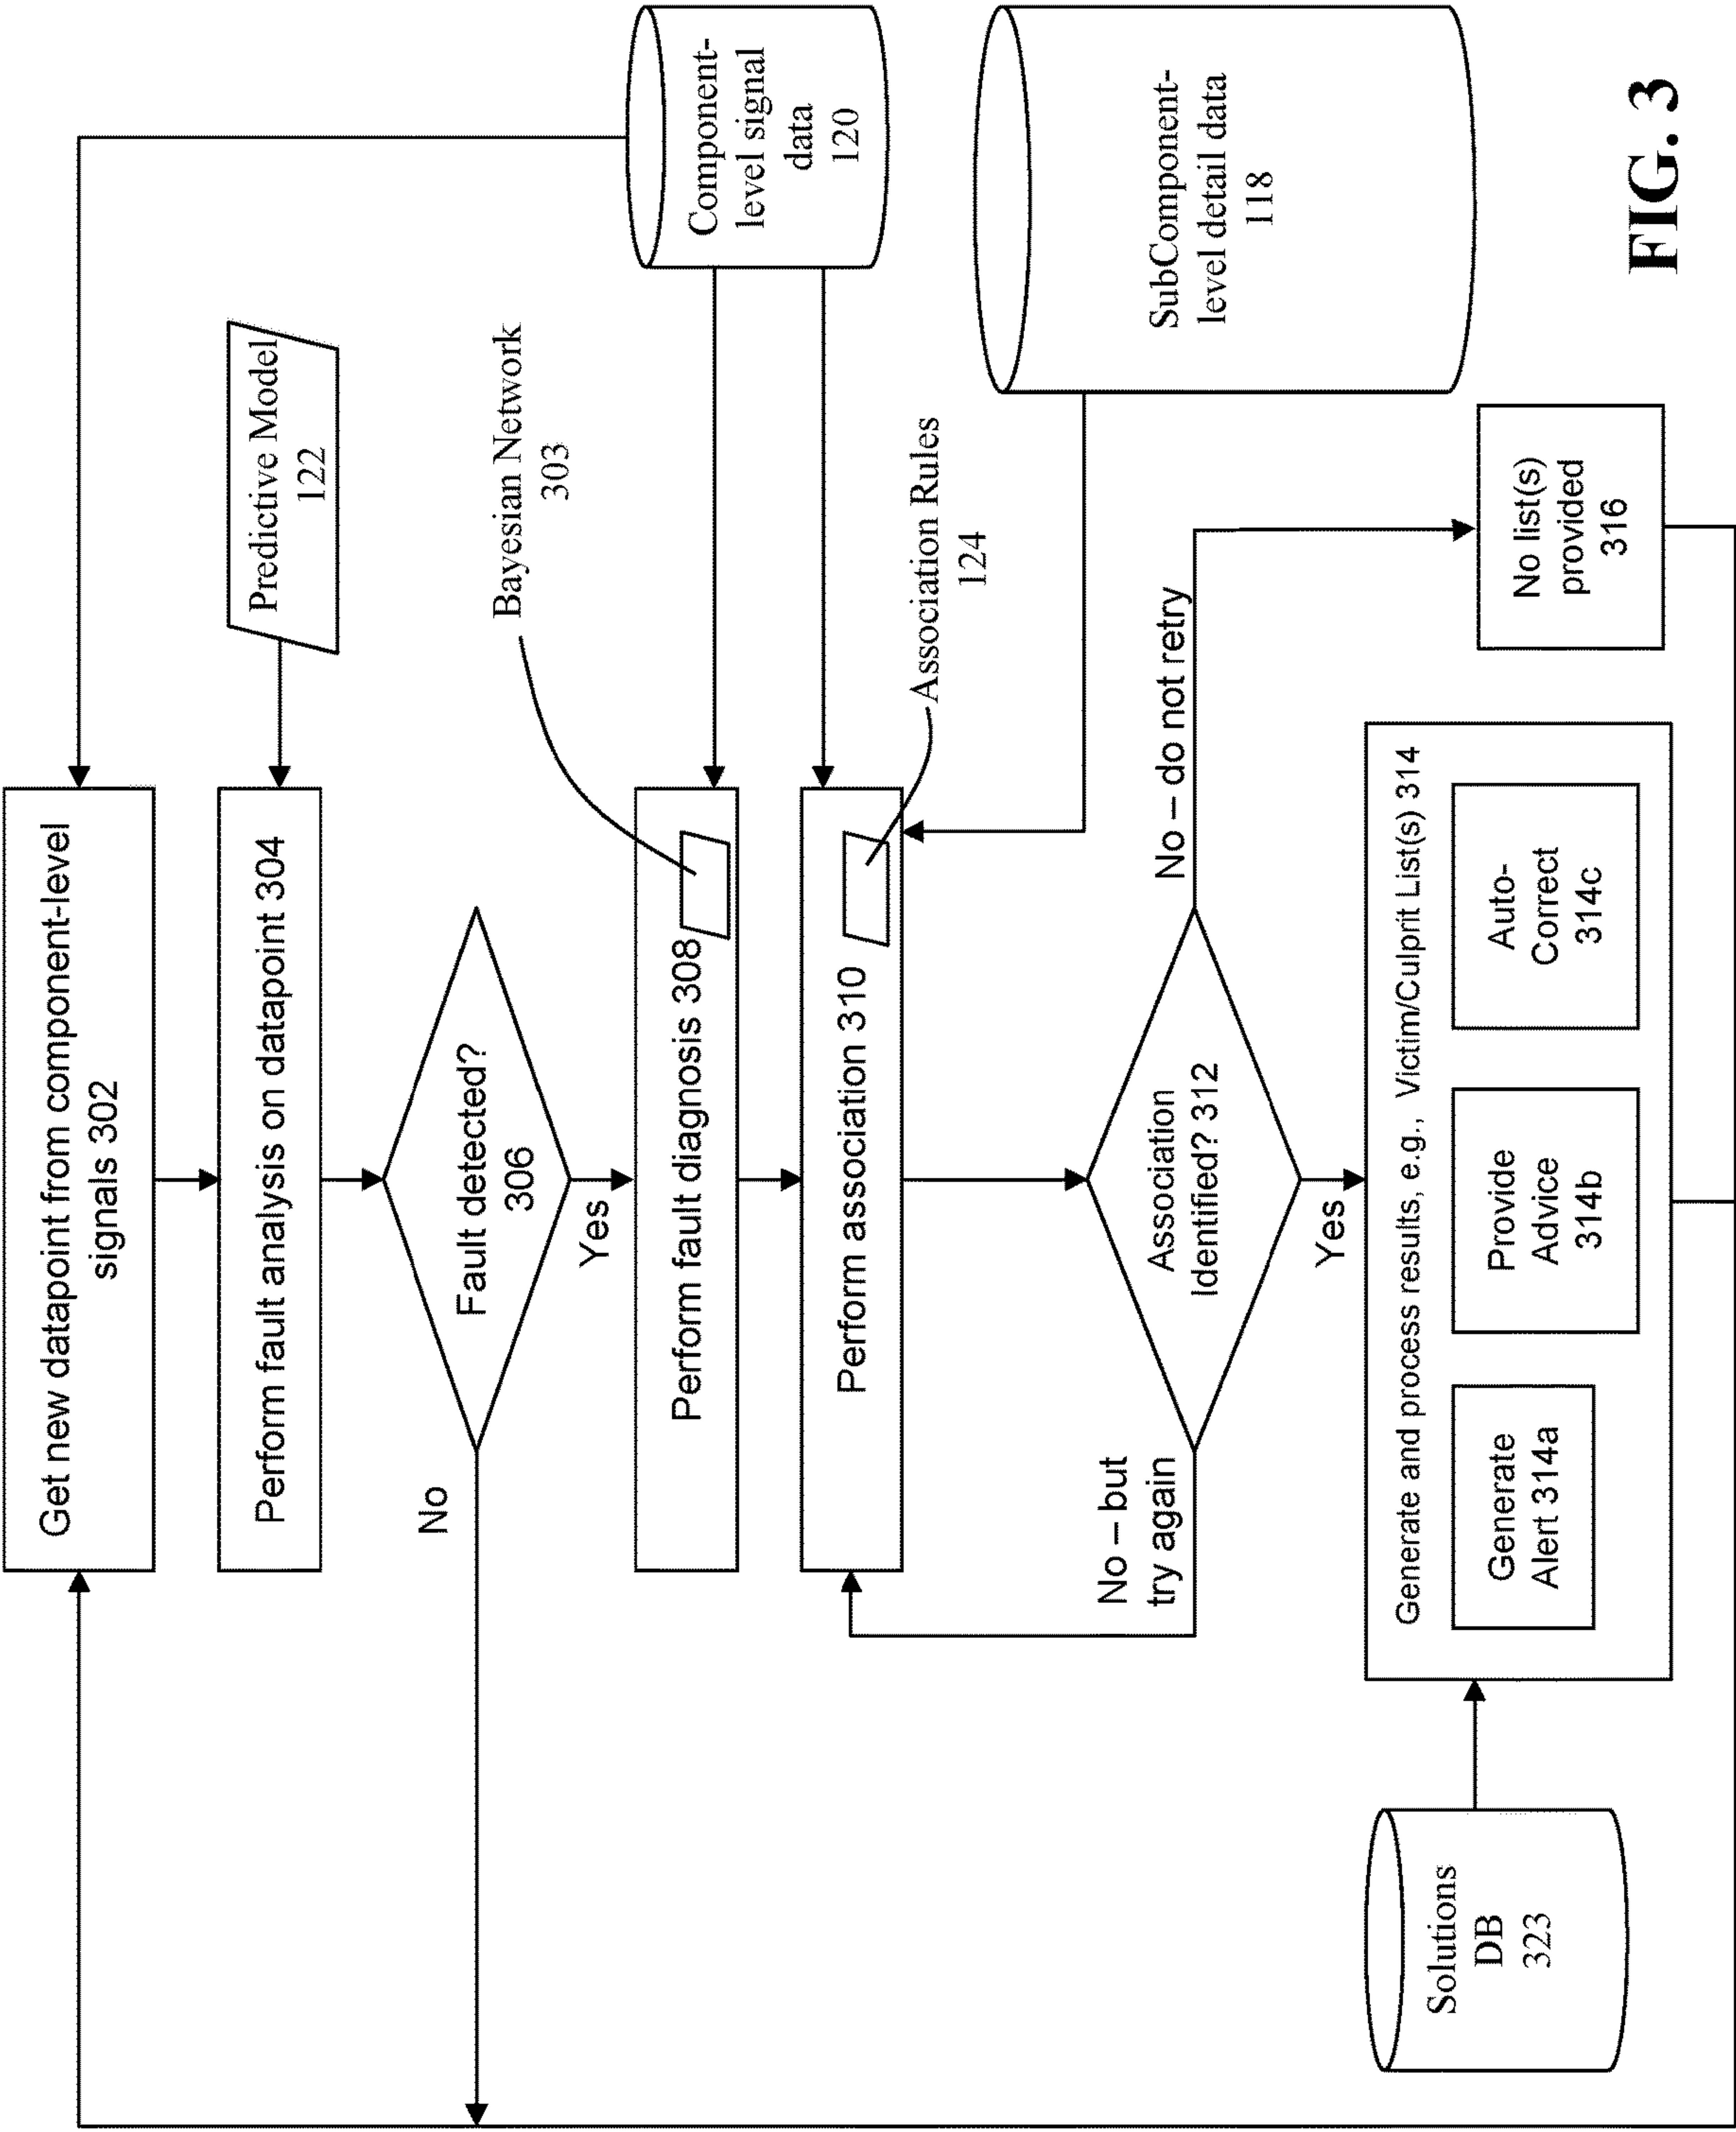 Get new datapoint from component-level
signals 302
Component-
level signal
data
120
Predictive Model
122
Perform fault analysis on datapoint 304
Fault detected?
306
No
Yes
Bayesian Network
303
Perform fault diagnosis 308
Perform association 310
Association Rules
124
SubComponent-
level detail data
118
Association
Identified? 312
No – but
try again
No – do not retry
Yes
No list(s)
provided
316
Generate and process results, e.g., Victim/Culprit List(s) 314
Generate
Alert 314a
Provide
Advice
314b
Auto-
Correct
314c
Solutions
DB
323
FIG. 3